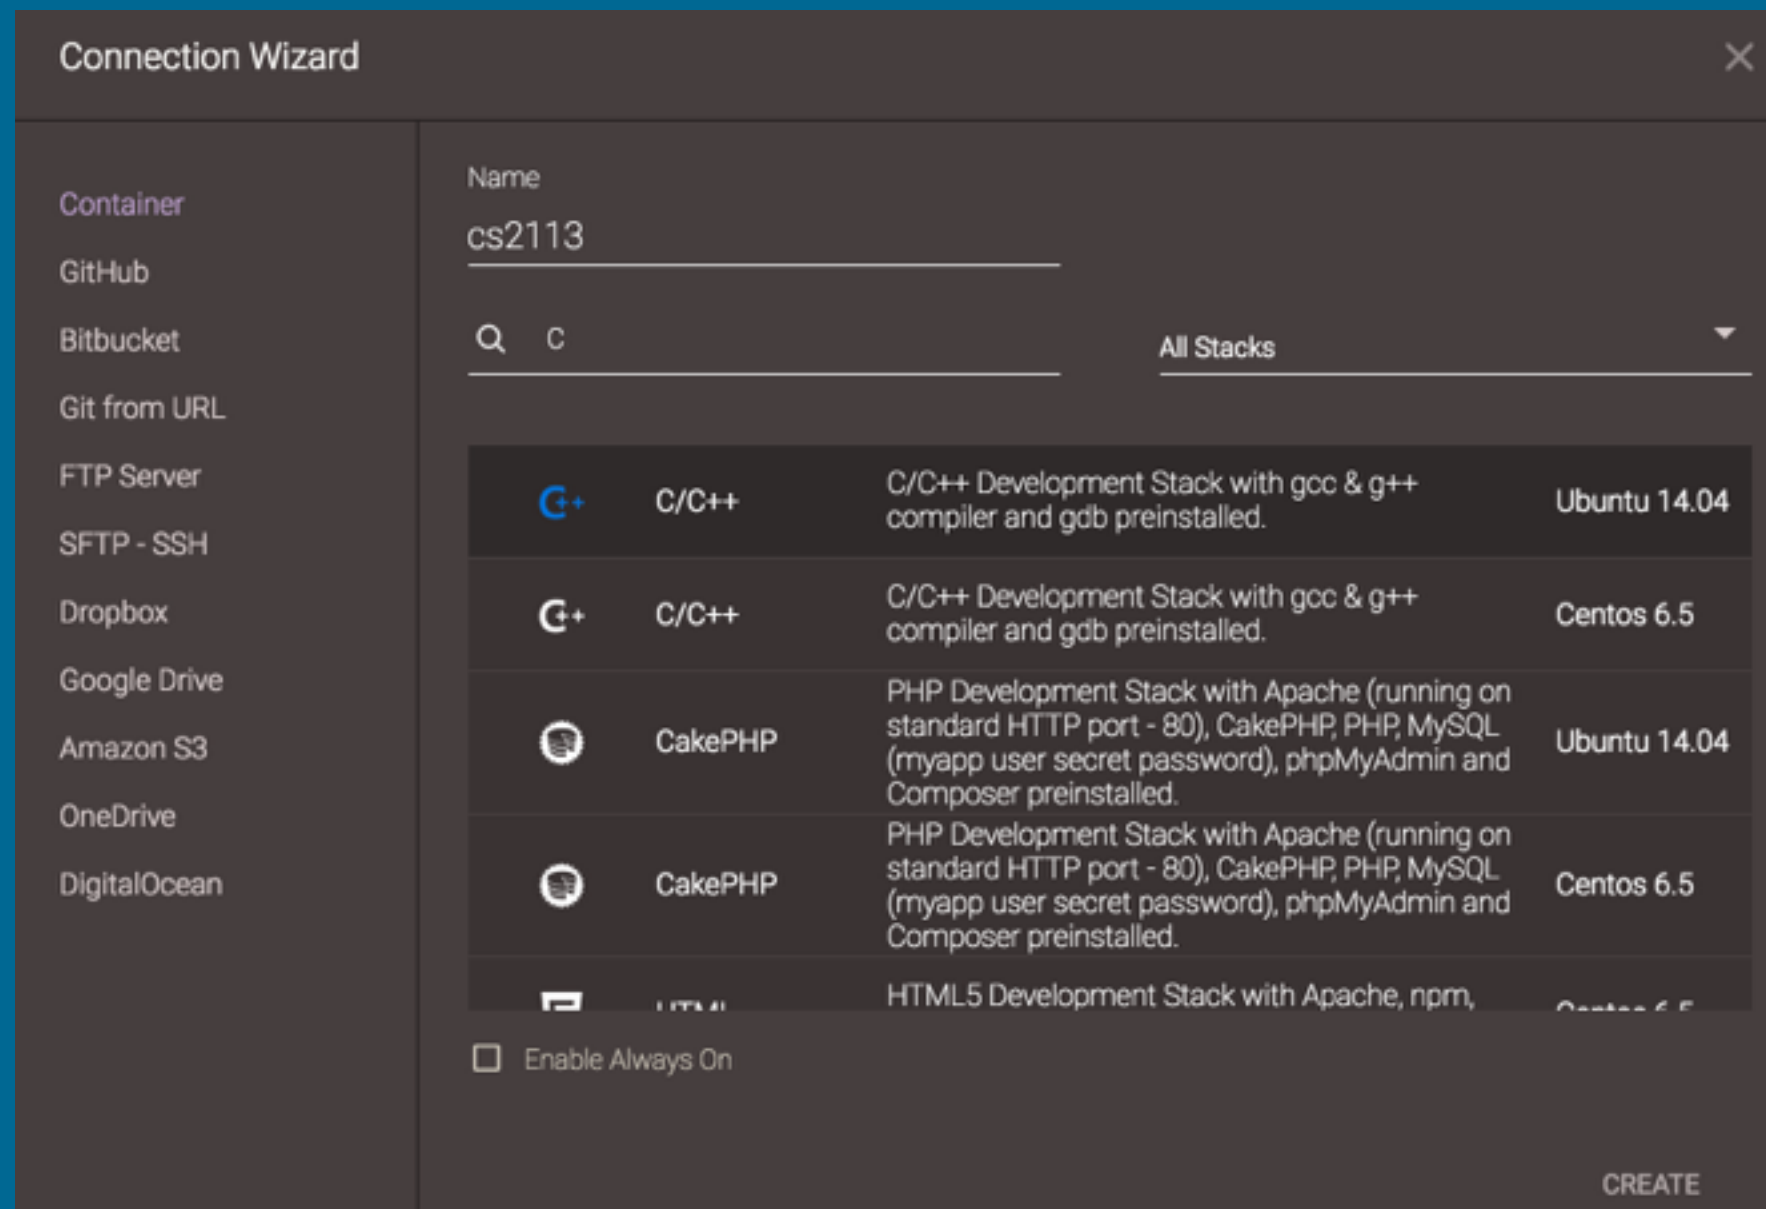 Connection Wizard
Container
GitHub
Bitbucket
Git from URL
FTP Server
SFTP - SSH
Dropbox
Google Drive
Amazon S3
OneDrive
DigitalOcean
Name
cs2113
C
All Stacks
C/C++
C/C++ Development Stack with gcc & g++
compiler and gdb preinstalled.
Ubuntu 14.04
C/C++
C/C++ Development Stack with gcc & g++
compiler and gdb preinstalled.
Centos 6.5
CakePHP
PHP Development Stack with Apache (running on
standard HTTP port - 80), CakePHP, PHP, MySQL
(myapp user secret password), phpMyAdmin and
Composer preinstalled.
Ubuntu 14.04
CakePHP
PHP Development Stack with Apache (running on
standard HTTP port - 80), CakePHP, PHP, MySQL
(myapp user secret password), phpMyAdmin and
Composer preinstalled.
Centos 6.5
HTML
HTML5 Development Stack with Apache, npm,
Centos 6.5
Enable Always On
CREATE